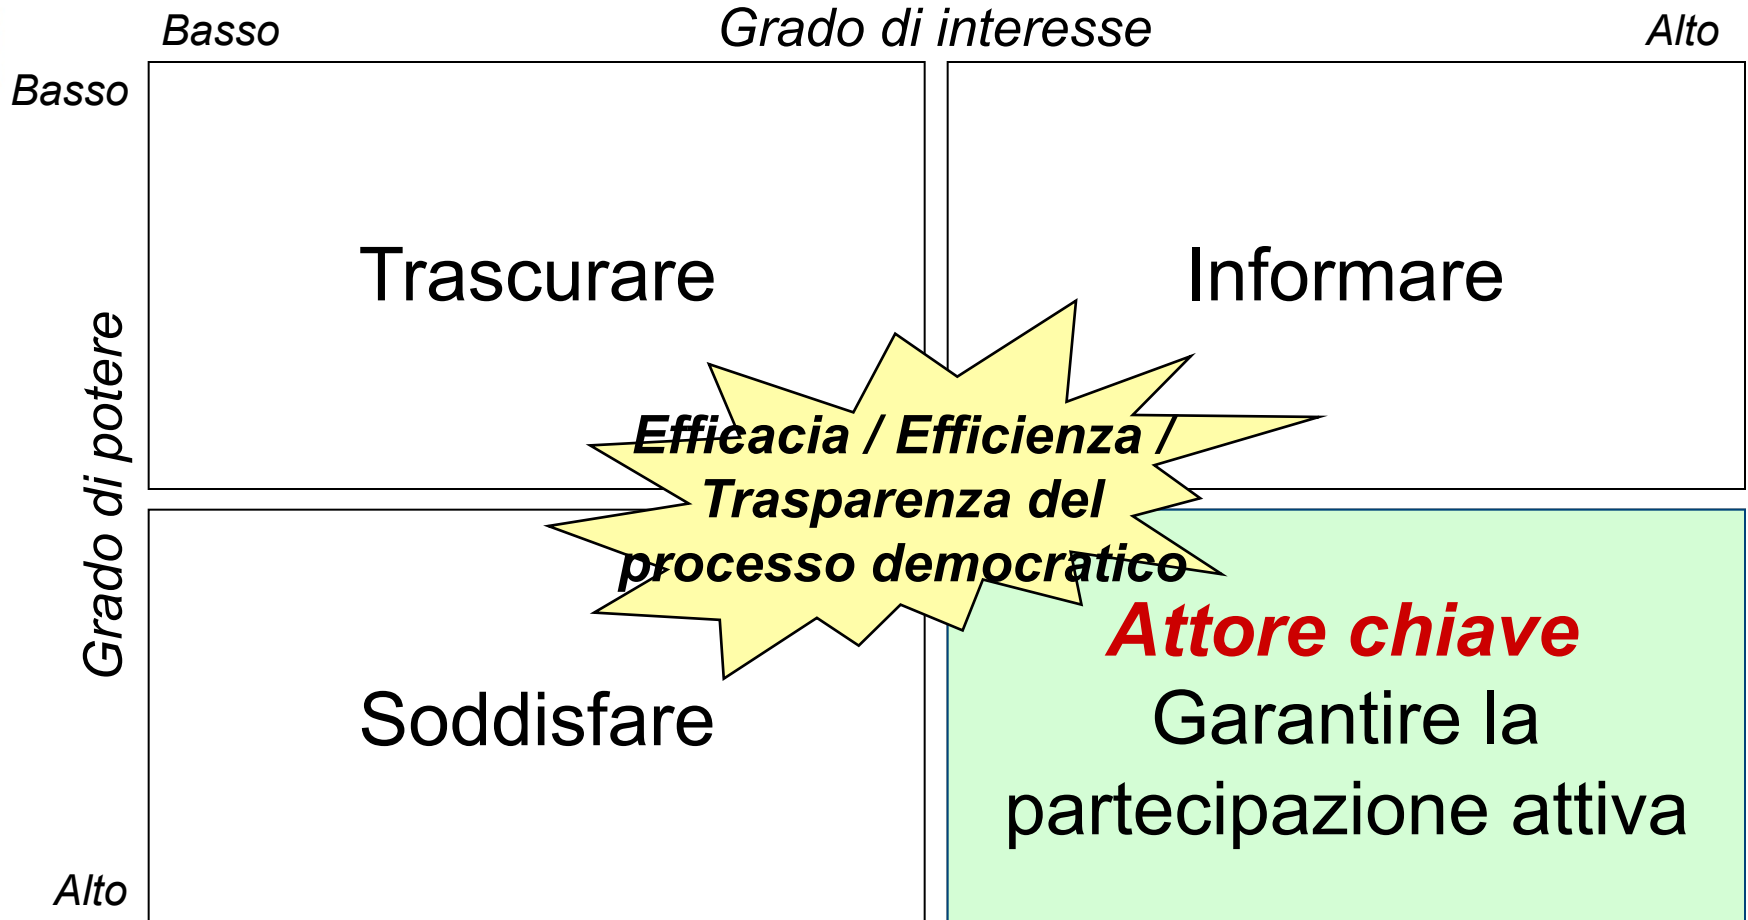 Basso
Grado di interesse
Alto
Basso
Grado di potere
Alto
Trascurare
Informare
Efficacia / Efficienza /
Trasparenza del
processo democratico
Soddisfare
Attore chiave
Garantire la
partecipazione attiva